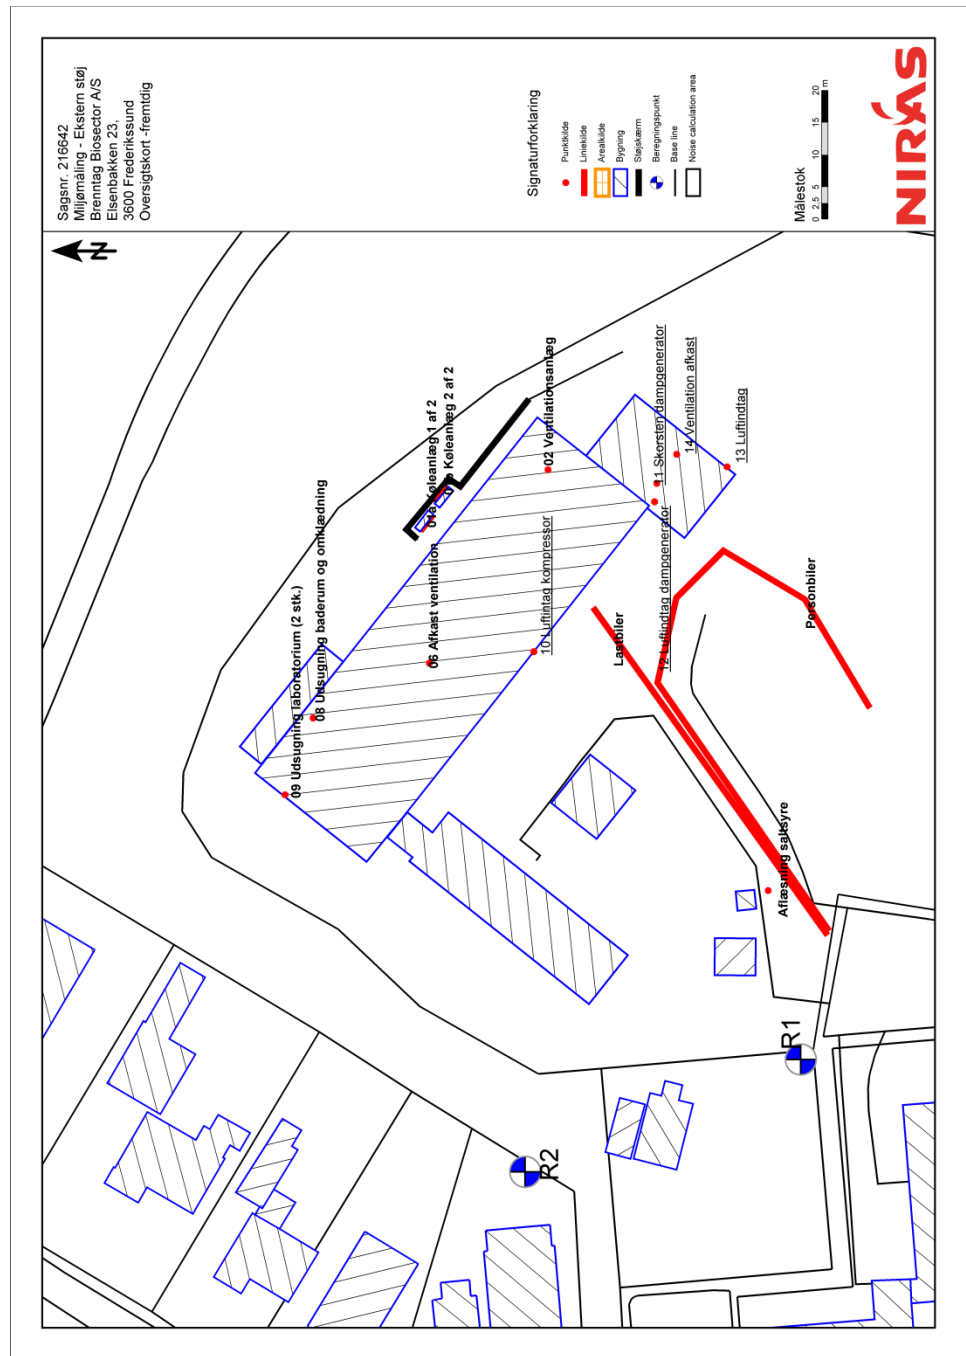 Sagsnr. 216642
Miljømåling - Ekstern støj
Brenntag Biosector A/S
Elsenbakken 23,
3600 Frederikssund
Oversigtskort -fremtdig
Signaturforklaring
Punktkilde
Liniekilde
Arealkilde
Bygning
Støjskærm
Beregningspunkt
Base line
Noise calculation area
Målestok
0 2,5 5 10 15 20
m
NIRAS
N
09 Udsugning laboratorium (2 stk.)
08 Udsugning baderum og omklædning
06 Afkast ventilation
01a Køleanlæg 1 af 2
Køleanlæg 2 af 2
02 Ventilationsanlæg
10 Luftintag kompressor
11 Skorsten dampgenerator
12 Luftindtag dampgenerator
14 Ventilation afkast
13 Luftindtag
Lastbiler
Personbiler
Aflæsning saltsyre
R1
R2